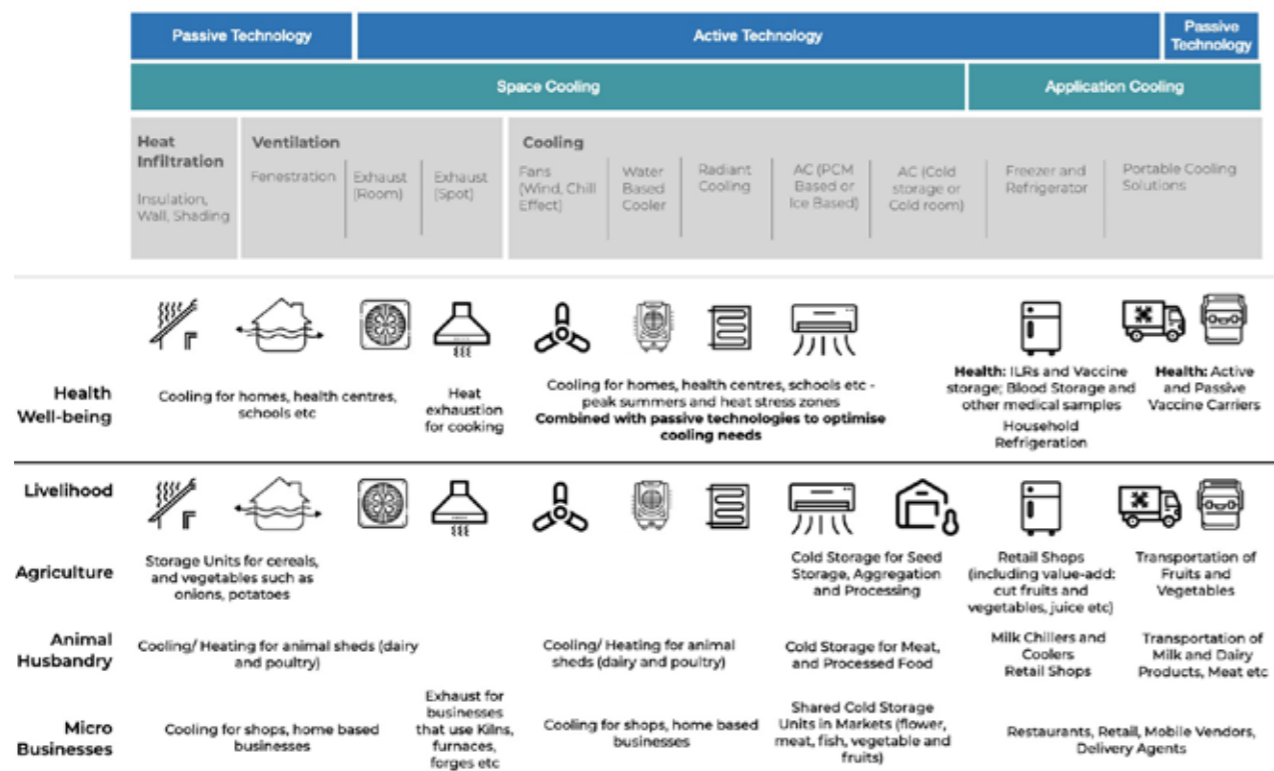 Passive Technology
Active Technology
Passive
Technology
Space Cooling
Application Cooling
Heat
Infiltration
Insulation,
Wall, Shading
Ventilation
Fenestration
Exhaust
(Room)
Exhaust
(Spot)
Cooling
Fans
(Wind, Chill
Effect)
Water
Based
Cooler
Radiant
Cooling
AC (PCM
Based or
Ice Based)
AC (Cold
storage or
Cold room)
Freezer and
Refrigerator
Portable Cooling
Solutions
Health
Well-being
Cooling for homes, health centres,
schools etc
Heat
exhaustion
for cooking
Cooling for homes, health centres, schools etc -
peak summers and heat stress zones
Combined with passive technologies to optimise
cooling needs
Health: ILRs and Vaccine
storage; Blood Storage and
other medical samples
Household
Refrigeration
Health: Active
and Passive
Vaccine Carriers
Livelihood
Agriculture
Storage Units for cereals,
and vegetables such as
onions, potatoes
Cold Storage for Seed
Storage, Aggregation
and Processing
Retail Shops
(including value-add:
cut fruits and
vegetables, juice etc)
Transportation of
Fruits and
Vegetables
Animal
Husbandry
Cooling/ Heating for animal sheds (dairy
and poultry)
Cooling/ Heating for animal
sheds (dairy and poultry)
Cold Storage for Meat,
and Processed Food
Milk Chillers and
Coolers
Retail Shops
Transportation of
Milk and Dairy
Products, Meat etc
Micro
Businesses
Cooling for shops, home based
businesses
Exhaust for
businesses
that use Kilns,
furnaces,
forges etc
Cooling for shops, home based
businesses
Shared Cold Storage
Units in Markets (flower,
meat, fish, vegetable and
fruits)
Restaurants, Retail, Mobile Vendors,
Delivery Agents